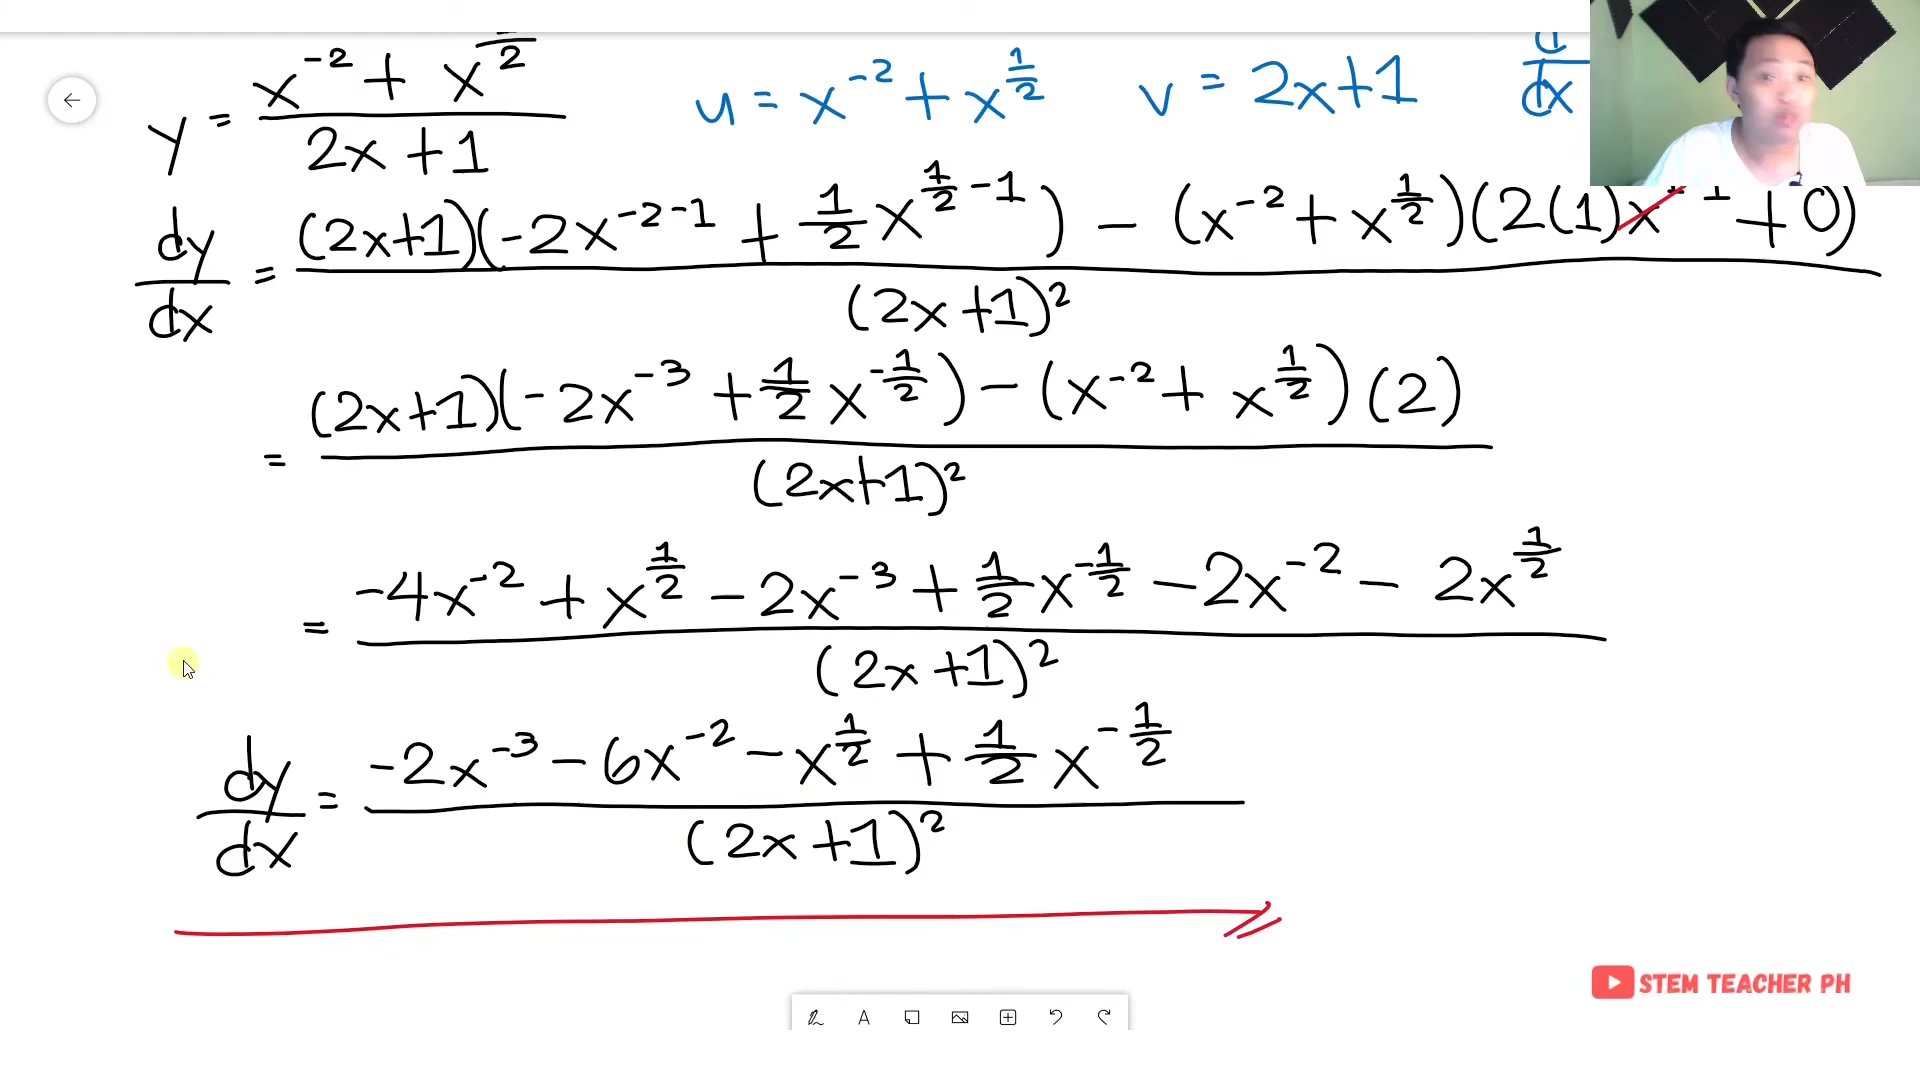 y = (x^{-2} + x^{1/2}) / (2x + 1)    u = x^{-2} + x^{1/2}    v = 2x+1    dx
dy/dx = ((2x+1)(-2x^{-2-1} + 1/2 x^{1/2 -1}) - (x^{-2} + x^{1/2})(2(1)x^{1-1} + 0)) / (2x+1)^2
= ((2x+1)(-2x^{-3} + 1/2 x^{-1/2}) - (x^{-2} + x^{1/2})(2)) / (2x+1)^2
= (-4x^{-2} + x^{1/2} - 2x^{-3} + 1/2 x^{-1/2} - 2x^{-2} - 2x^{1/2}) / (2x+1)^2
dy/dx = (-2x^{-3} - 6x^{-2} - x^{1/2} + 1/2 x^{-1/2}) / (2x+1)^2
STEM TEACHER PH